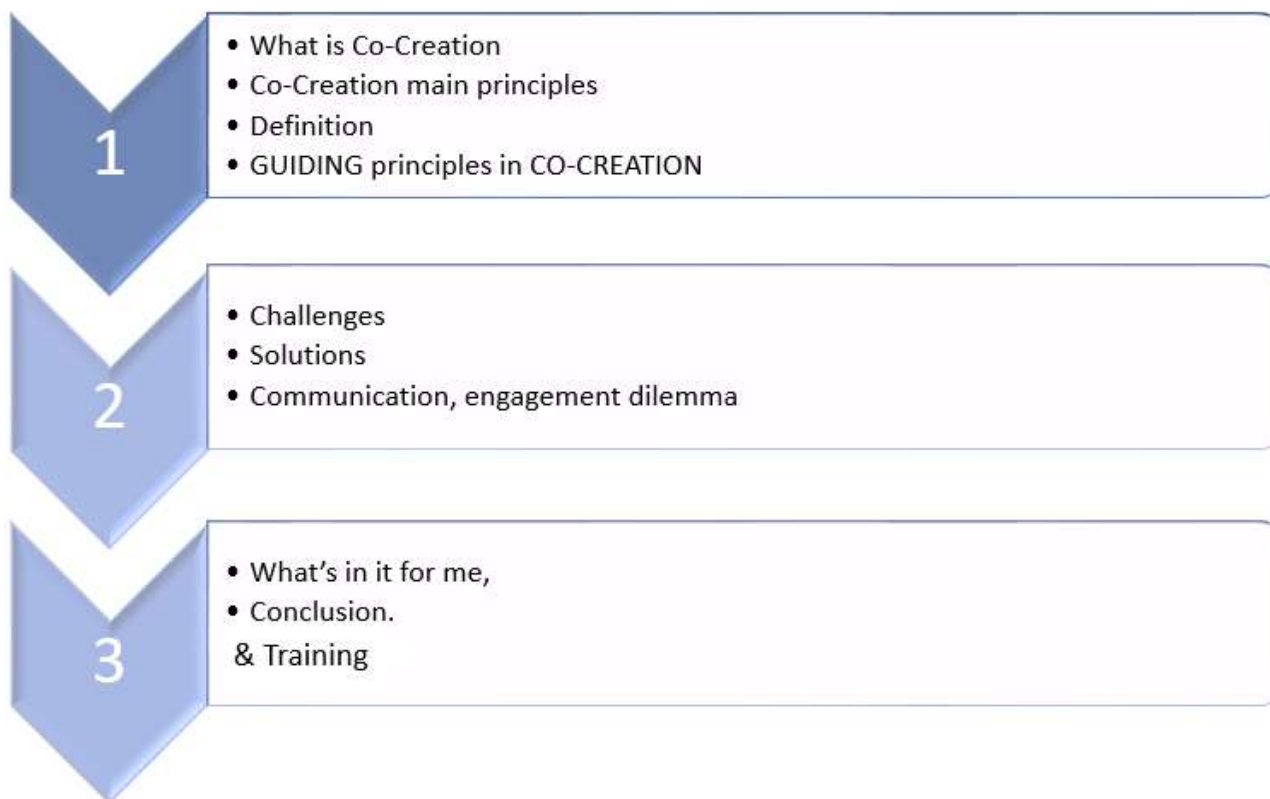 1
• What is Co-Creation
• Co-Creation main principles
• Definition
• GUIDING principles in CO-CREATION
2
• Challenges
• Solutions
• Communication, engagement dilemma
3
• What’s in it for me,
• Conclusion.
& Training